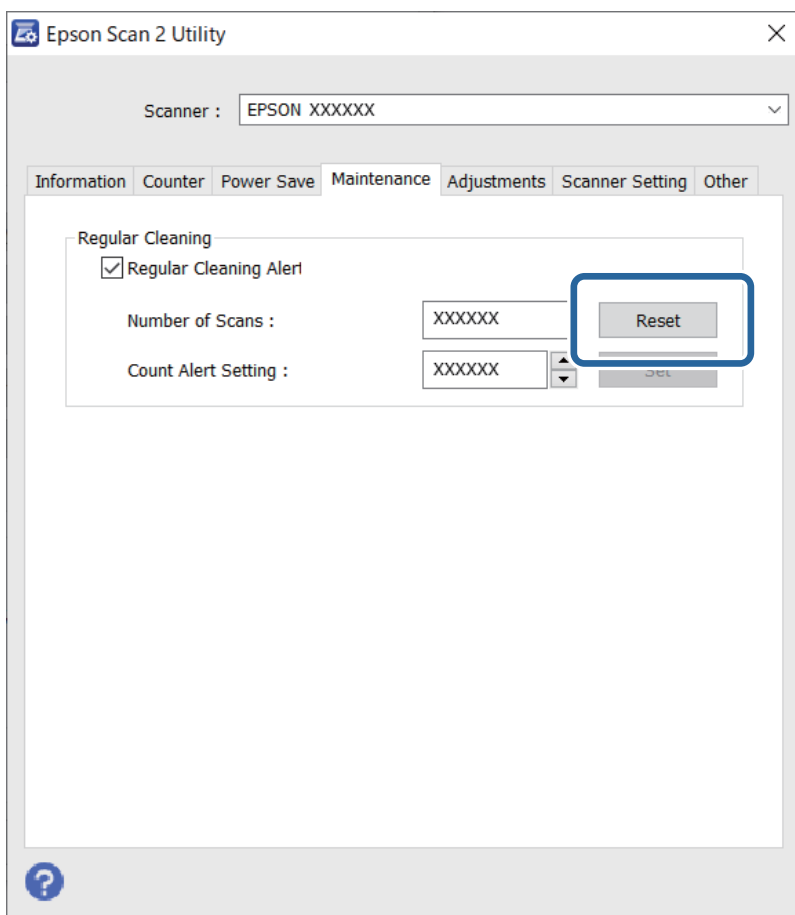 Epson Scan 2 Utility
Scanner : EPSON XXXXXX
Information Counter Power Save Maintenance Adjustments Scanner Setting Other
Regular Cleaning
Regular Cleaning Alert
Number of Scans : XXXXXX Reset
Count Alert Setting : XXXXXX Set
?